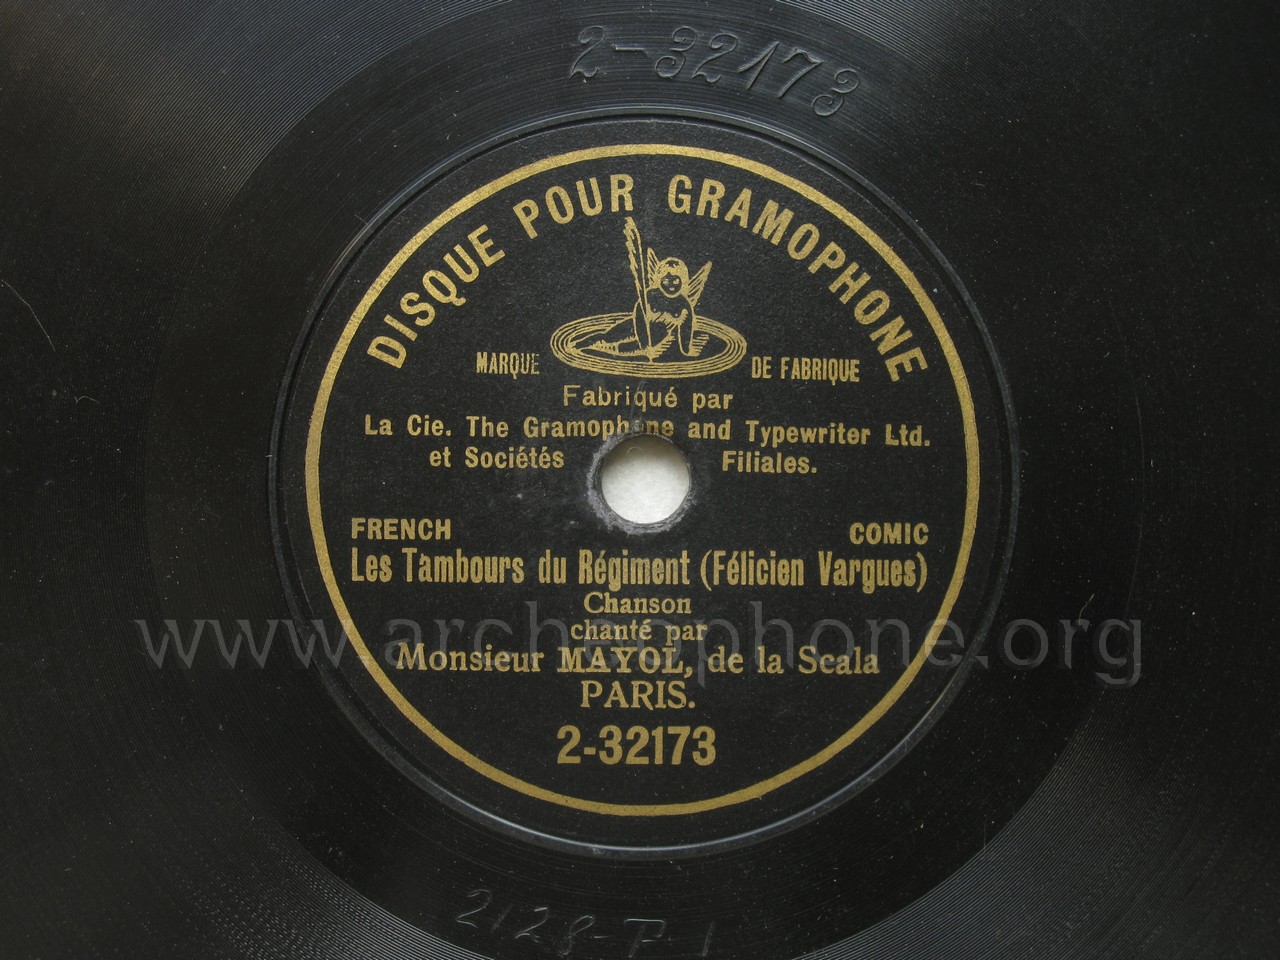 2-32173
DISQUE POUR GRAMOPHONE
MARQUE DE FABRIQUE
Fabriqué par
La Cie. The Gramophone and Typewriter Ltd.
et Sociétés Filiales.
FRENCH COMIC
Les Tambours du Régiment (Félicien Vargues)
Chanson
chanté par
www.archeophone.org
Monsieur MAYOL, de la Scala
PARIS.
2-32173